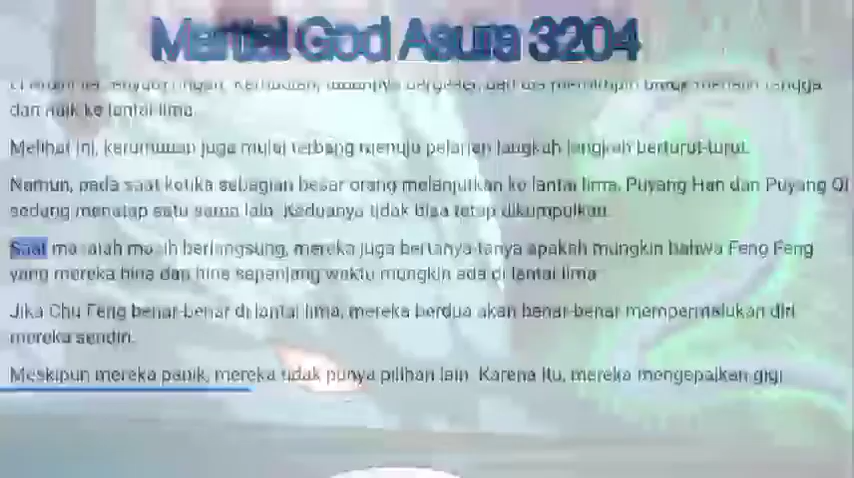 Martial God Asura 3204
dan naik ke lantai lima.
Melihat ini, kerumunan juga mulai terbang menuju pelarian langkah langkah berturut-turut.
Namun, pada saat ketika sebagian besar orang melanjutkan ke lantai lima, Puyang Han dan Puyang Qi
sedang menatap satu sama lain. Keduanya tidak bisa tetap dikumpulkan.
Saat masalah masih berlangsung, mereka juga bertanya-tanya apakah mungkin bahwa Feng Feng
yang mereka hina dan hina sepanjang waktu mungkin ada di lantai lima
Jika Chu Feng benar-benar di lantai lima, mereka berdua akan benar-benar mempermalukan diri
mereka sendiri.
Meskipun mereka panik, mereka tidak punya pilihan lain. Karena itu, mereka mengepalkan gigi